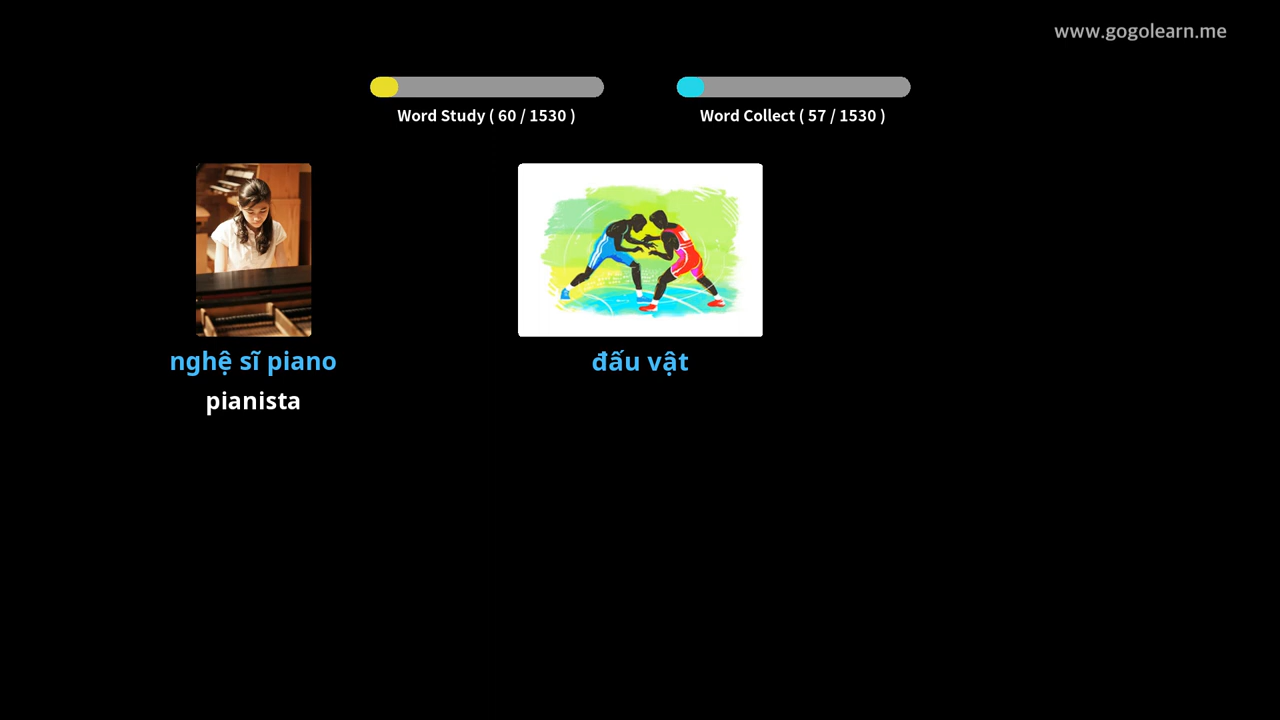 www.gogolearn.me
Word Study ( 60 / 1530 )
Word Collect ( 57 / 1530 )
nghệ sĩ piano
pianista
đấu vật